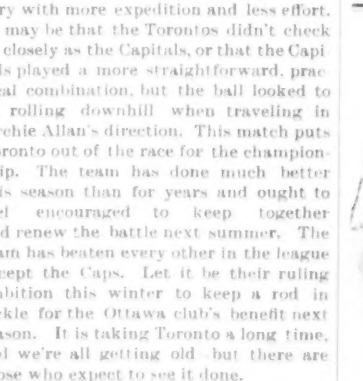 ry with more expedition and less effort.
may be that the Torontos didn't check
closely as the Capitals, or that the Capi-
ls played a more straightforward, prac-
cal combination, but the ball looked to
rolling downhill when traveling in
rchie Allan's direction. This match puts
ronto out of the race for the champion-
ip. The team has done much better
is season than for years and ought to
el encouraged to keep together
d renew the battle next summer. The
am has beaten every other in the league
cept the Caps. Let it be their ruling
bition this winter to keep a rod in
ckle for the Ottawa club's benefit next
ason. It is taking Toronto a long time,
d we're all getting old but there are
ose who expect to see it done.